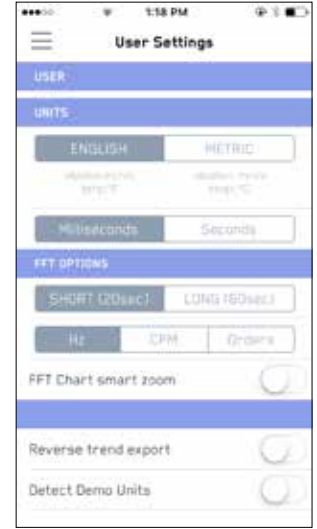 1:18 PM
User Settings
USER
UNITS
ENGLISH METRIC
Milliseconds Seconds
FFT OPTIONS
SHORT (20sec) LONG (60sec)
Hz CPM Orders
FFT Chart smart zoom
Reverse trend export
Detect Demo Units